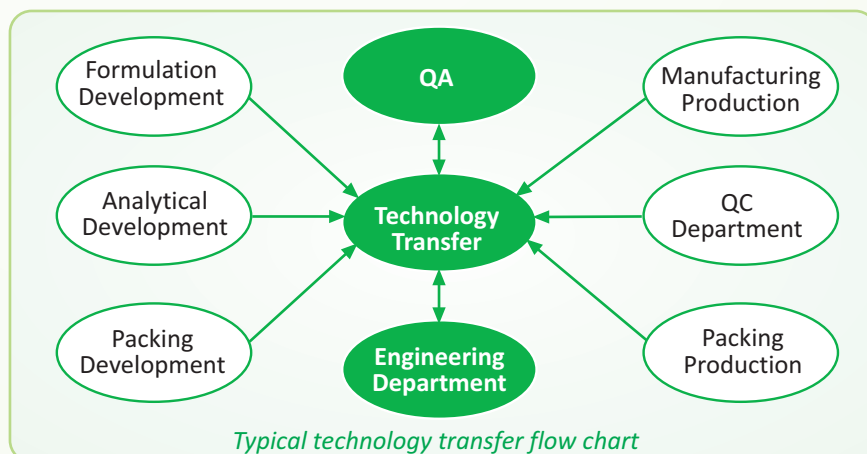 Formulation
Development
QA
Manufacturing
Production
Analytical
Development
Technology
Transfer
QC
Department
Packing
Development
Engineering
Department
Packing
Production
Typical technology transfer flow chart